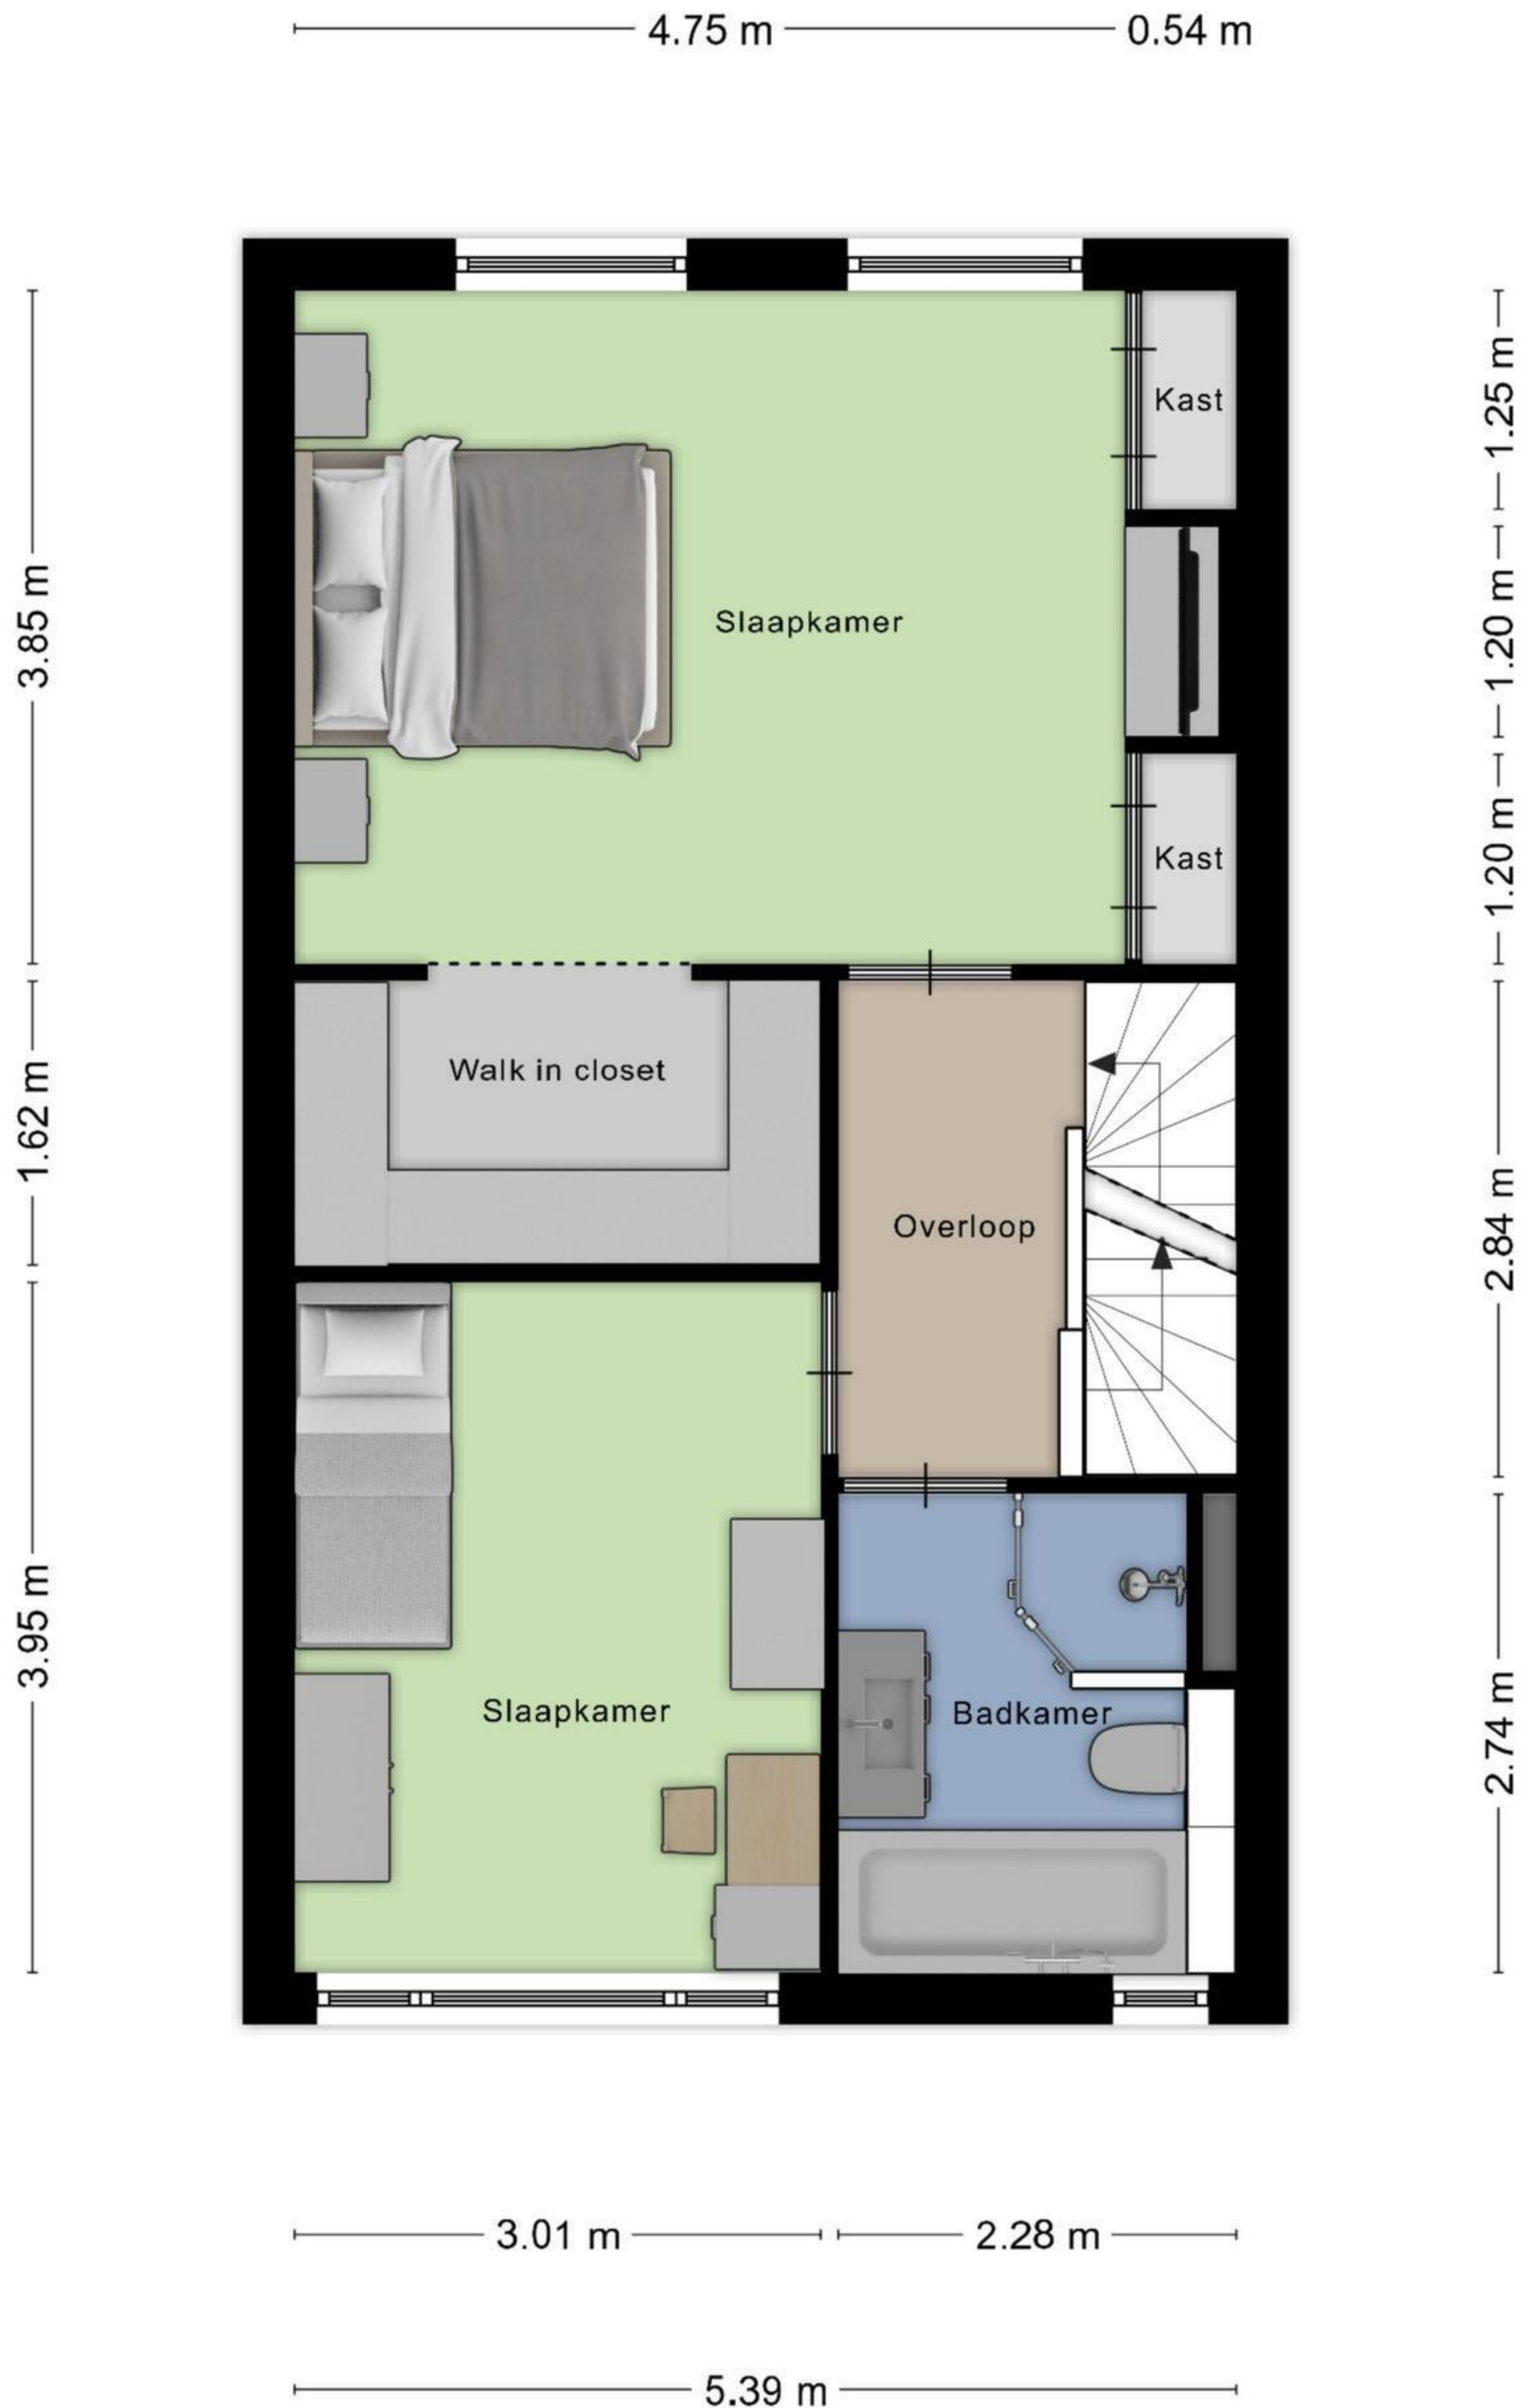 4.75 m
0.54 m
Kast
1.25 m
3.85 m
Slaapkamer
1.20 m
Kast
1.20 m
Walk in closet
1.62 m
Overloop
2.84 m
3.95 m
Slaapkamer
Badkamer
2.74 m
3.01 m
2.28 m
5.39 m